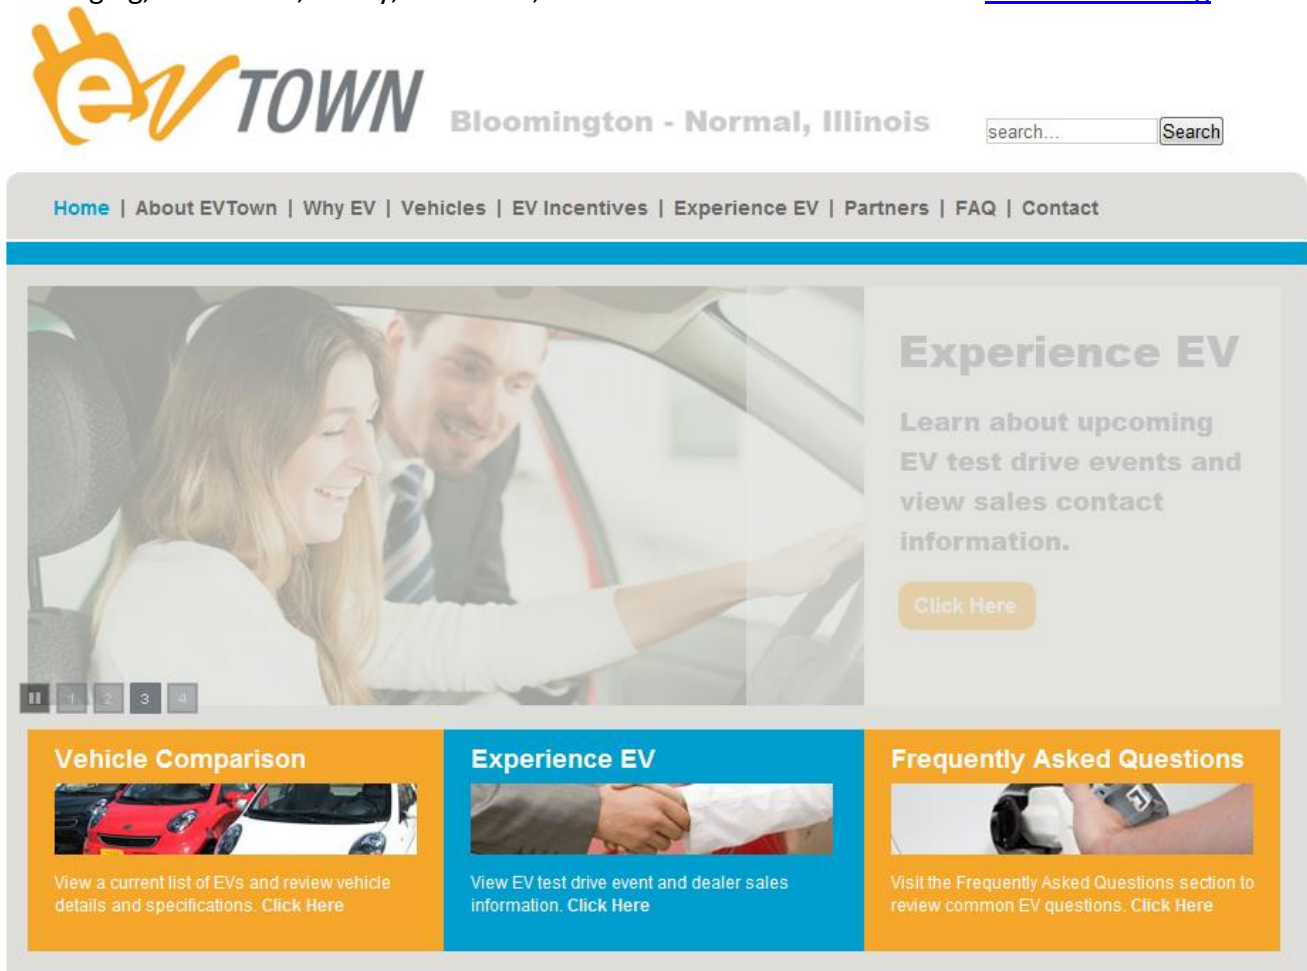 ev TOWN
Bloomington - Normal, Illinois
search... Search
Home | About EVTown | Why EV | Vehicles | EV Incentives | Experience EV | Partners | FAQ | Contact
Experience EV
Learn about upcoming
EV test drive events and
view sales contact
information.
Click Here
1 2 3 4
Vehicle Comparison
View a current list of EVs and review vehicle
details and specifications. Click Here
Experience EV
View EV test drive event and dealer sales
information. Click Here
Frequently Asked Questions
Visit the Frequently Asked Questions section to
review common EV questions. Click Here